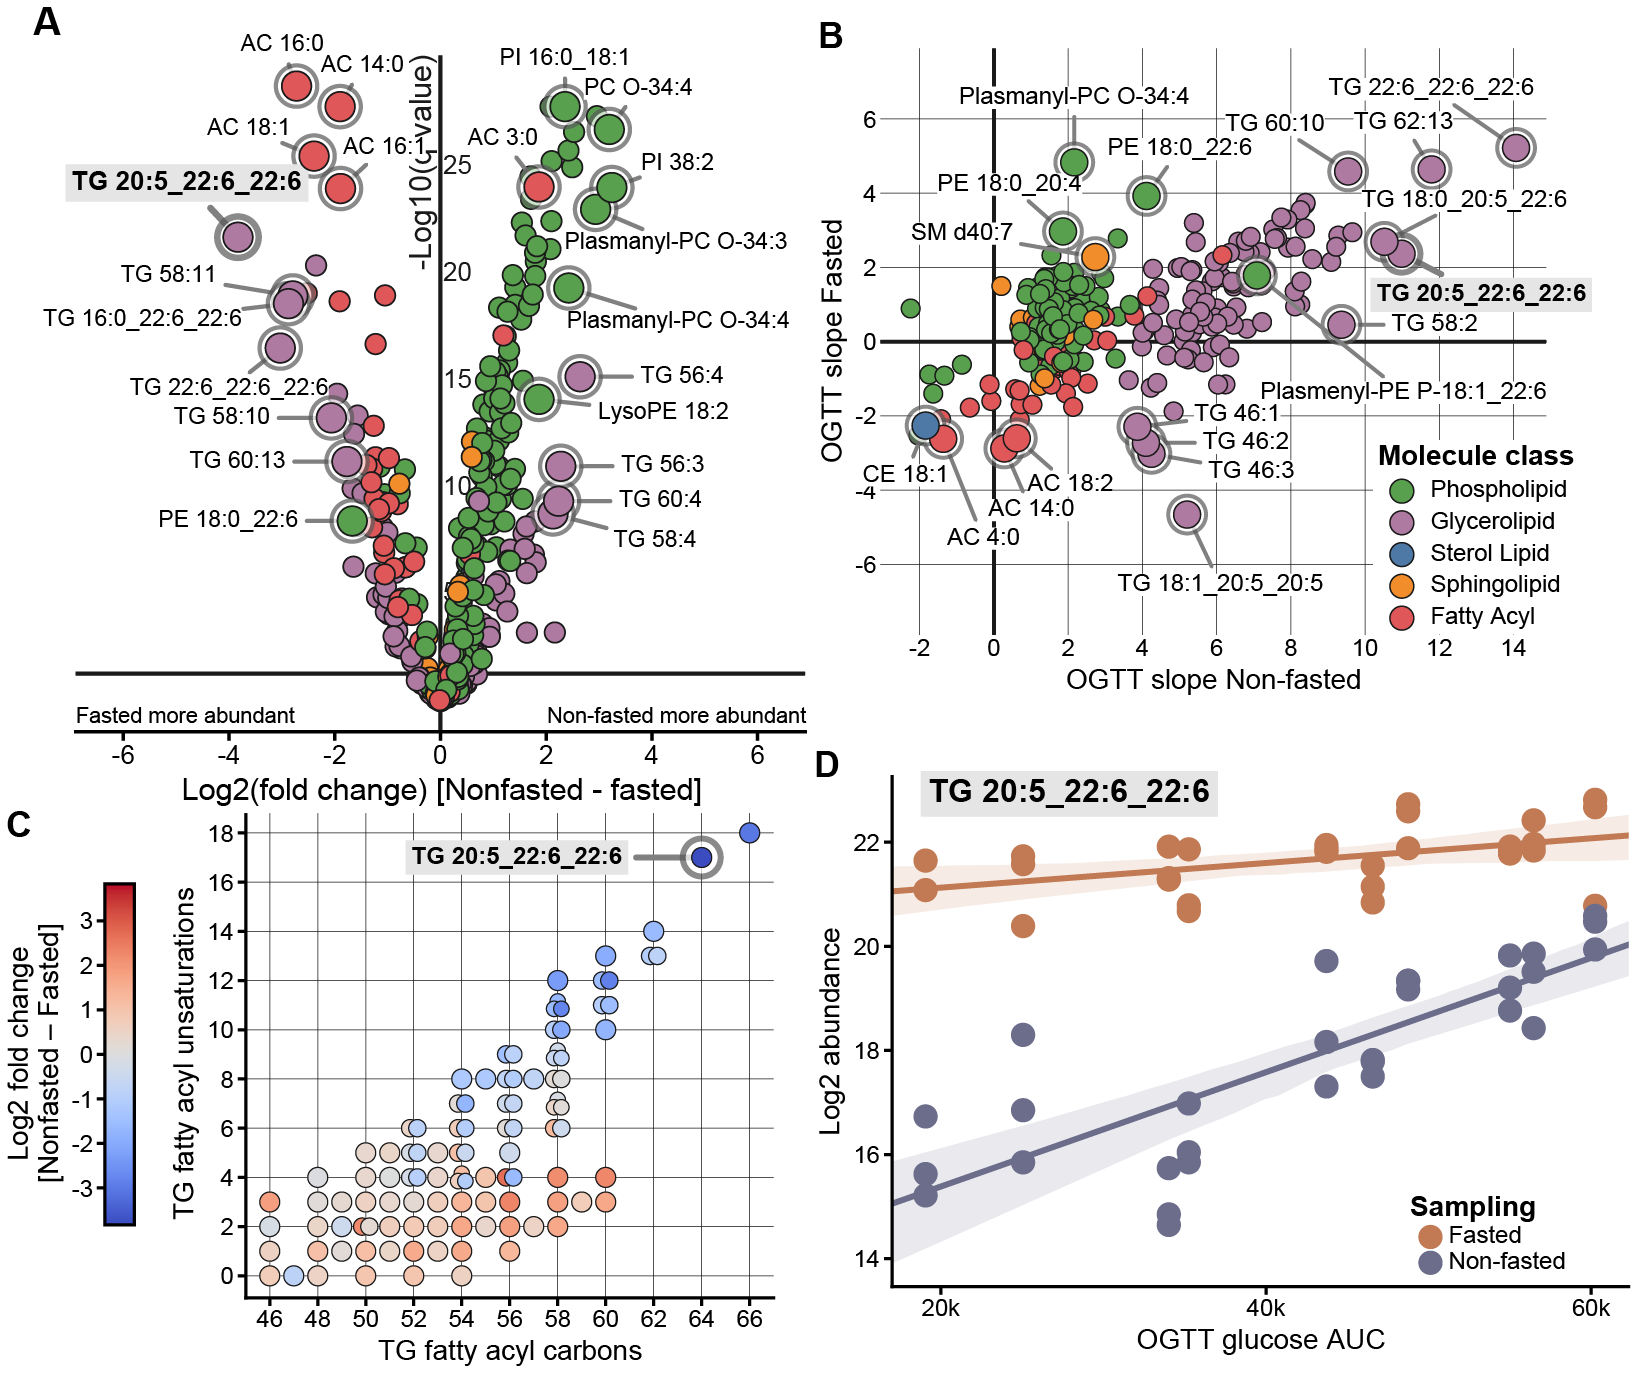 A
AC 16:0
AC 14:0
AC 18:1
AC 16:1
TG 20:5_22:6_22:6
TG 58:11
TG 16:0_22:6_22:6
TG 22:6_22:6_22:6
TG 58:10
TG 60:13
PE 18:0_22:6
PI 16:0_18:1
PC O-34:4
AC 3:0
PI 38:2
Plasmanyl-PC O-34:3
Plasmanyl-PC O-34:4
TG 56:4
LysoPE 18:2
TG 56:3
TG 60:4
TG 58:4
25
20
15
10
5
Fasted more abundant
Non-fasted more abundant
-6 -4 -2 0 2 4 6
Log2(fold change) [Nonfasted - fasted]
B
OGTT slope Fasted
6
4
2
0
-2
-4
-6
Plasmanyl-PC O-34:4
PE 18:0_22:6
PE 18:0_20:4
SM d40:7
TG 22:6_22:6_22:6
TG 60:10
TG 62:13
TG 18:0_20:5_22:6
TG 20:5_22:6_22:6
TG 58:2
Plasmenyl-PE P-18:1_22:6
TG 46:1
TG 46:2
TG 46:3
CE 18:1
AC 18:2
AC 14:0
AC 4:0
TG 18:1_20:5_20:5
Molecule class
Phospholipid
Glycerolipid
Sterol Lipid
Sphingolipid
Fatty Acyl
-2 0 2 4 6 8 10 12 14
OGTT slope Non-fasted
C
Log2 fold change
[Nonfasted – Fasted]
3
2
1
0
-1
-2
-3
TG fatty acyl unsaturations
18
16
14
12
10
8
6
4
2
0
TG 20:5_22:6_22:6
46 48 50 52 54 56 58 60 62 64 66
TG fatty acyl carbons
D
TG 20:5_22:6_22:6
Log2 abundance
22
20
18
16
14
Sampling
Fasted
Non-fasted
20k 40k 60k
OGTT glucose AUC